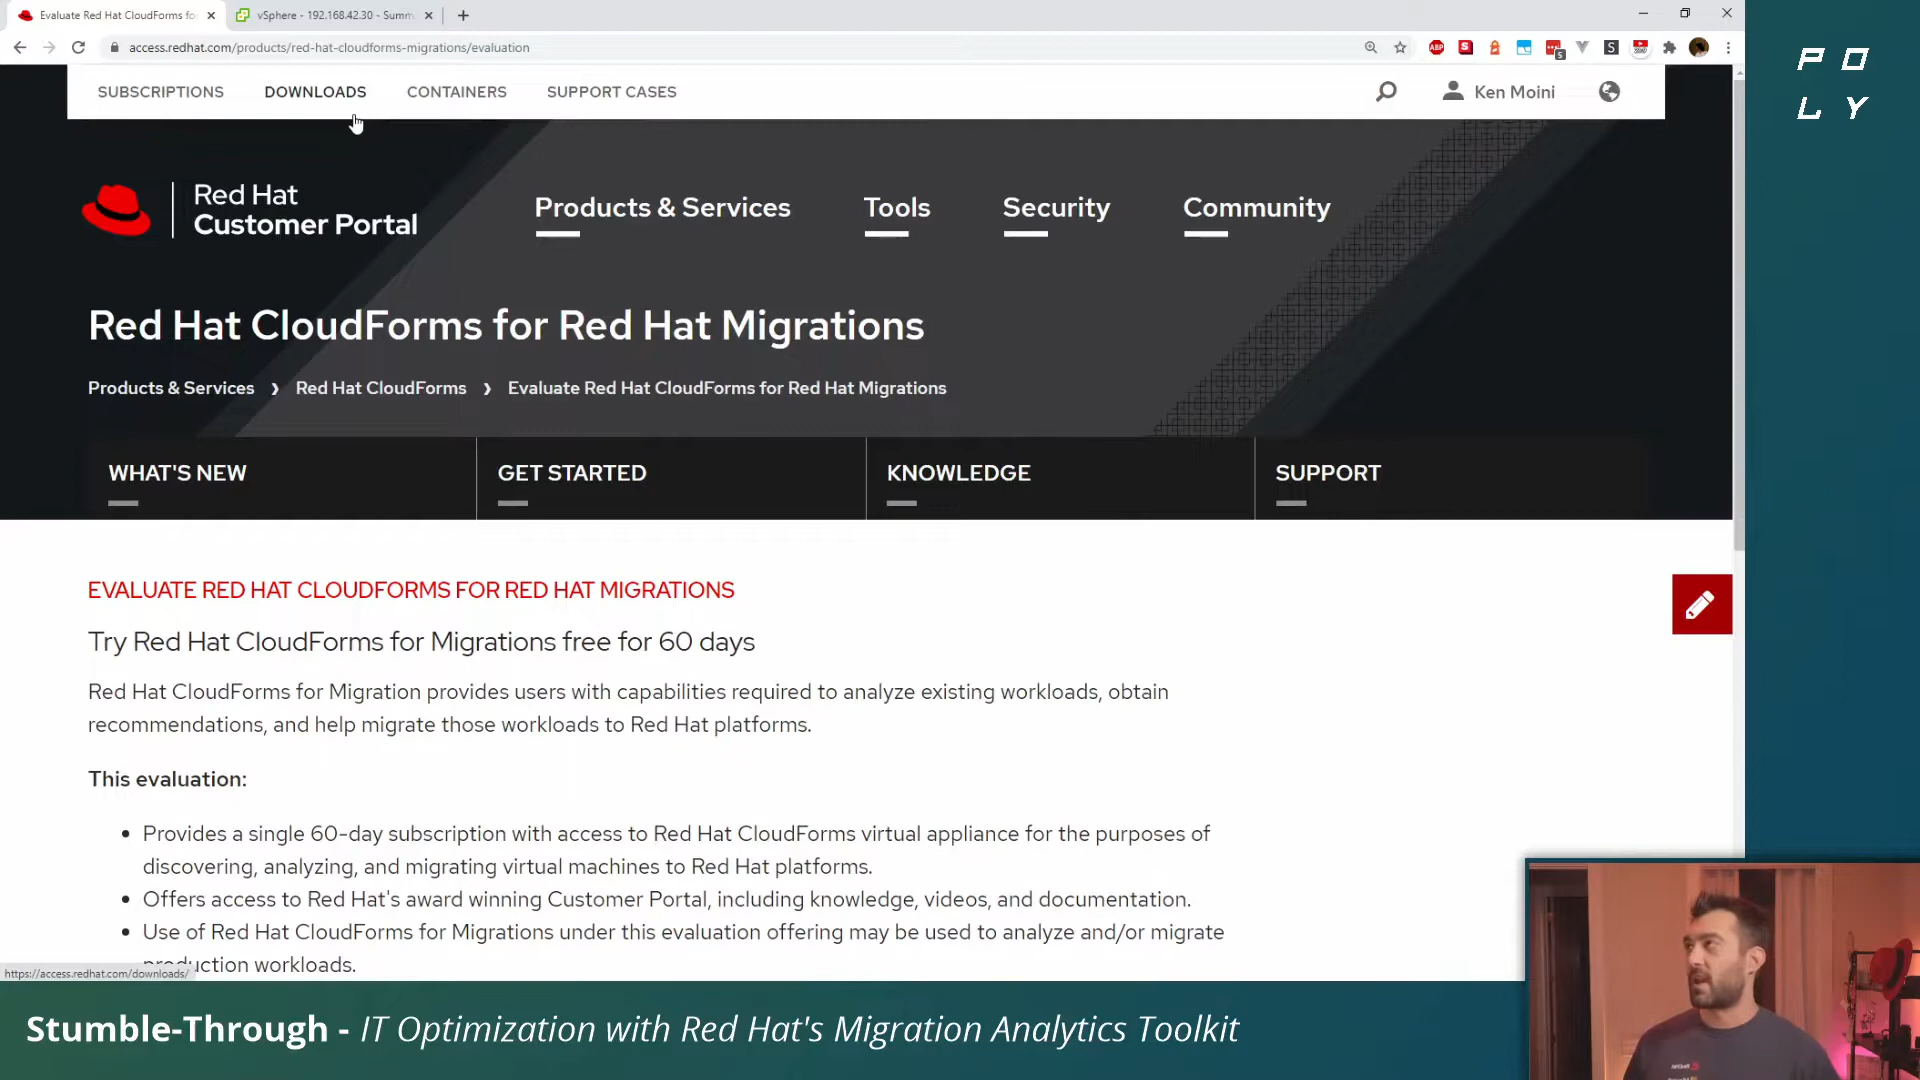 Evaluate Red Hat CloudForms fo
vSphere - 192.168.42.30 - Summ
access.redhat.com/products/red-hat-cloudforms-migrations/evaluation
ABP
S
5
S
PO
LY
SUBSCRIPTIONS
DOWNLOADS
CONTAINERS
SUPPORT CASES
Ken Moini
Red Hat
Customer Portal
Products & Services
Tools
Security
Community
Red Hat CloudForms for Red Hat Migrations
Products & Services ❯ Red Hat CloudForms ❯ Evaluate Red Hat CloudForms for Red Hat Migrations
WHAT'S NEW
GET STARTED
KNOWLEDGE
SUPPORT
EVALUATE RED HAT CLOUDFORMS FOR RED HAT MIGRATIONS
Try Red Hat CloudForms for Migrations free for 60 days
Red Hat CloudForms for Migration provides users with capabilities required to analyze existing workloads, obtain
recommendations, and help migrate those workloads to Red Hat platforms.
This evaluation:
• Provides a single 60-day subscription with access to Red Hat CloudForms virtual appliance for the purposes of
discovering, analyzing, and migrating virtual machines to Red Hat platforms.
• Offers access to Red Hat's award winning Customer Portal, including knowledge, videos, and documentation.
• Use of Red Hat CloudForms for Migrations under this evaluation offering may be used to analyze and/or migrate
production workloads.
https://access.redhat.com/downloads/
Stumble-Through - IT Optimization with Red Hat's Migration Analytics Toolkit